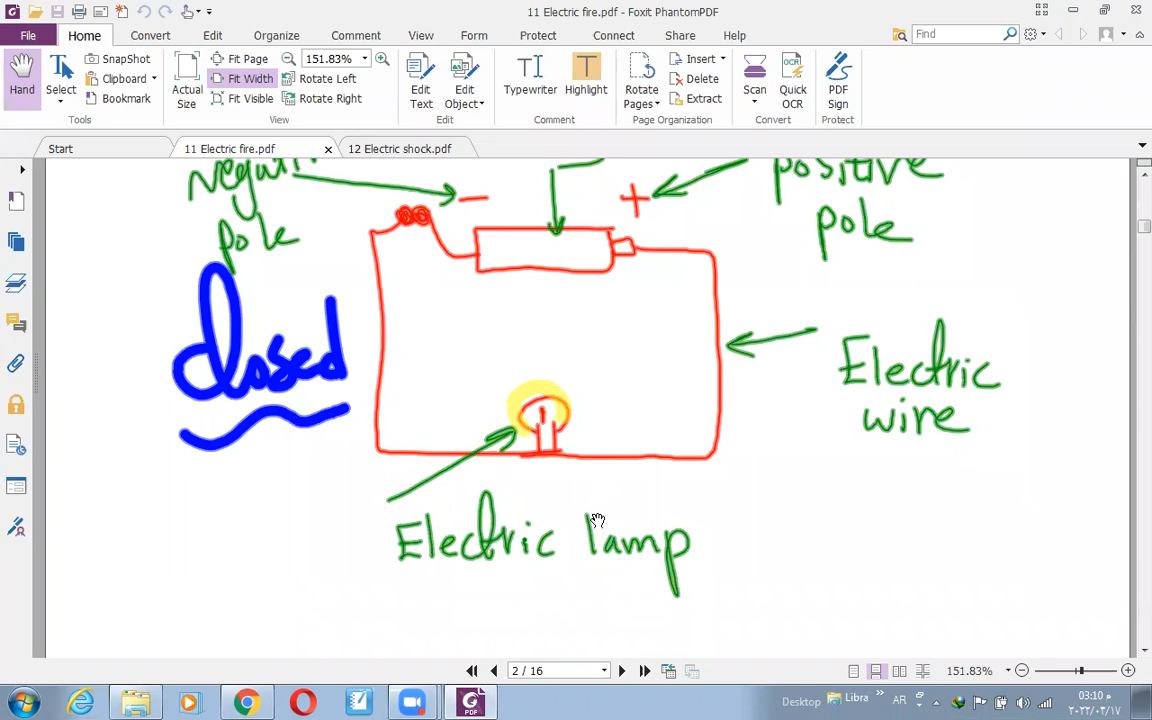 11 Electric fire.pdf - Foxit PhantomPDF
File Home Convert Edit Organize Comment View Form Protect Connect Share Help Find
Hand
Select
SnapShot
Clipboard
Bookmark
Tools
Actual Size
Fit Page
Fit Width
Fit Visible
151.83%
Rotate Left
Rotate Right
View
Edit Text
Edit Object
Edit
Typewriter
Highlight
Comment
Rotate Pages
Insert
Delete
Extract
Page Organization
Scan
Quick OCR
Convert
PDF Sign
Protect
Start 11 Electric fire.pdf 12 Electric shock.pdf
negative
pole
-
+
positive
pole
closed
Electric
wire
Electric lamp
2 / 16
151.83%
Desktop Libra AR
03:10 م
٢٠٢٢/٠٣/١٧